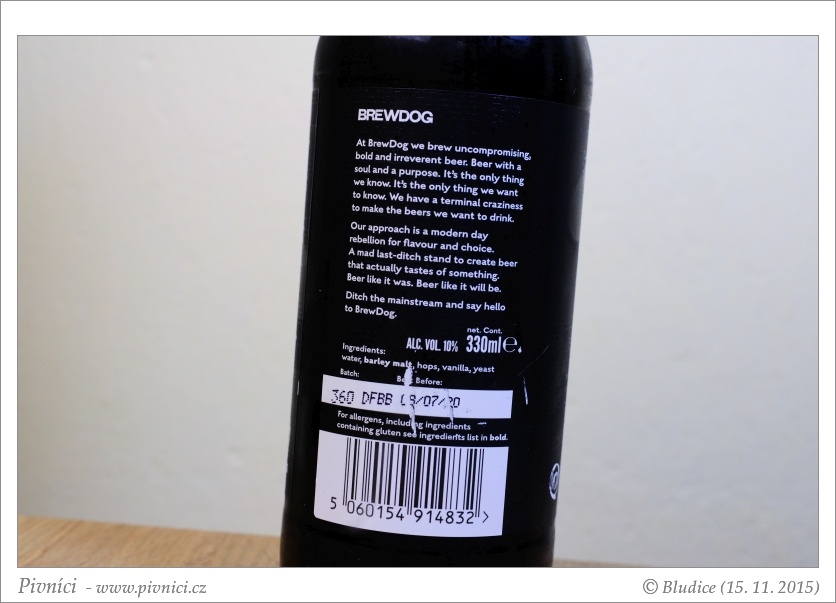 BREWDOG
At BrewDog we brew uncompromising,
bold and irreverent beer. Beer with a
soul and a purpose. It's the only thing
we know. It's the only thing we want
to know. We have a terminal craziness
to make the beers we want to drink.
Our approach is a modern day
rebellion for flavour and choice.
A mad last-ditch stand to create beer
that actually tastes of something.
Beer like it was. Beer like it will be.
Ditch the mainstream and say hello
to BrewDog.
net. Cont.
ALC. VOL. 10% 330ml℮
Ingredients:
water, barley malt, hops, vanilla, yeast
Batch: Best Before:
360 DFBB /07/20
For allergens, including ingredients
containing gluten see ingredients list in bold.
5 060154 914832 >
Pivníci - www.pivnici.cz
© Bludice (15. 11. 2015)